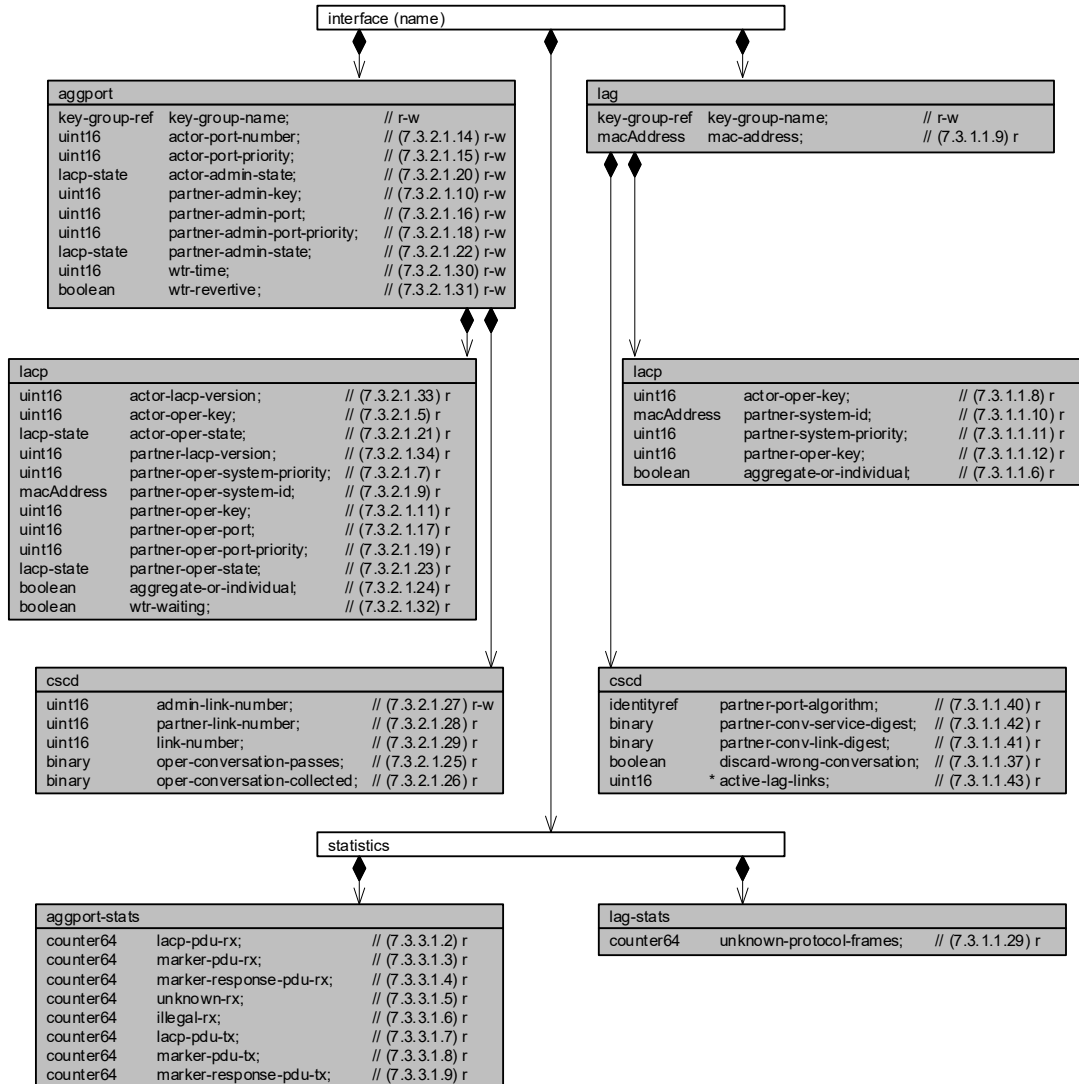 interface (name)
aggport
key-group-ref key-group-name; // r-w
uint16 actor-port-number; // (7.3.2.1.14) r-w
uint16 actor-port-priority; // (7.3.2.1.15) r-w
lacp-state actor-admin-state; // (7.3.2.1.20) r-w
uint16 partner-admin-key; // (7.3.2.1.10) r-w
uint16 partner-admin-port; // (7.3.2.1.16) r-w
uint16 partner-admin-port-priority; // (7.3.2.1.18) r-w
lacp-state partner-admin-state; // (7.3.2.1.22) r-w
uint16 wtr-time; // (7.3.2.1.30) r-w
boolean wtr-revertive; // (7.3.2.1.31) r-w
lag
key-group-ref key-group-name; // r-w
macAddress mac-address; // (7.3.1.1.9) r
lacp
uint16 actor-lacp-version; // (7.3.2.1.33) r
uint16 actor-oper-key; // (7.3.2.1.5) r
lacp-state actor-oper-state; // (7.3.2.1.21) r
uint16 partner-lacp-version; // (7.3.2.1.34) r
uint16 partner-oper-system-priority; // (7.3.2.1.7) r
macAddress partner-oper-system-id; // (7.3.2.1.9) r
uint16 partner-oper-key; // (7.3.2.1.11) r
uint16 partner-oper-port; // (7.3.2.1.17) r
uint16 partner-oper-port-priority; // (7.3.2.1.19) r
lacp-state partner-oper-state; // (7.3.2.1.23) r
boolean aggregate-or-individual; // (7.3.2.1.24) r
boolean wtr-waiting; // (7.3.2.1.32) r
lacp
uint16 actor-oper-key; // (7.3.1.1.8) r
macAddress partner-system-id; // (7.3.1.1.10) r
uint16 partner-system-priority; // (7.3.1.1.11) r
uint16 partner-oper-key; // (7.3.1.1.12) r
boolean aggregate-or-individual; // (7.3.1.1.6) r
cscd
uint16 admin-link-number; // (7.3.2.1.27) r-w
uint16 partner-link-number; // (7.3.2.1.28) r
uint16 link-number; // (7.3.2.1.29) r
binary oper-conversation-passes; // (7.3.2.1.25) r
binary oper-conversation-collected; // (7.3.2.1.26) r
cscd
identityref partner-port-algorithm; // (7.3.1.1.40) r
binary partner-conv-service-digest; // (7.3.1.1.42) r
binary partner-conv-link-digest; // (7.3.1.1.41) r
boolean discard-wrong-conversation; // (7.3.1.1.37) r
uint16 * active-lag-links; // (7.3.1.1.43) r
statistics
aggport-stats
counter64 lacp-pdu-rx; // (7.3.3.1.2) r
counter64 marker-pdu-rx; // (7.3.3.1.3) r
counter64 marker-response-pdu-rx; // (7.3.3.1.4) r
counter64 unknown-rx; // (7.3.3.1.5) r
counter64 illegal-rx; // (7.3.3.1.6) r
counter64 lacp-pdu-tx; // (7.3.3.1.7) r
counter64 marker-pdu-tx; // (7.3.3.1.8) r
counter64 marker-response-pdu-tx; // (7.3.3.1.9) r
lag-stats
counter64 unknown-protocol-frames; // (7.3.1.1.29) r